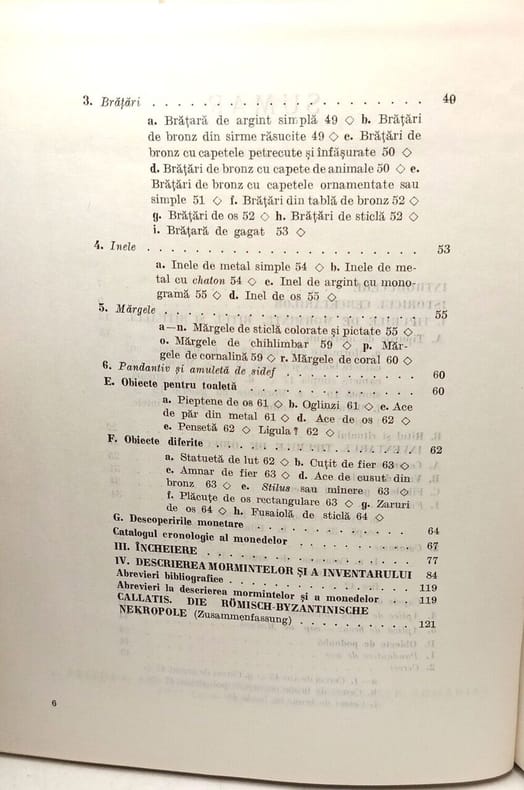 3. Brățări . . . . . . . . . . . . . . . . . . . . . . 49
a. Brățară de argint simplă 49 ◇ b. Brățări
de bronz din sirme răsucite 49 ◇ c. Brățări de
bronz cu capetele petrecute și înfășurate 50 ◇
d. Brățări de bronz cu capete de animale 50 ◇ e.
Brățări de bronz cu capetele ornamentate sau
simple 51 ◇ f. Brățări din tablă de bronz 52 ◇
g. Brățări de os 52 ◇ h. Brățări de sticlă 52 ◇
i. Brățară de gagat 53 ◇
4. Inele . . . . . . . . . . . . . . . . . . . . . . 53
a. Inele de metal simple 54 ◇ b. Inele de me-
tal cu chaton 54 ◇ c. Inel de argint cu mono-
gramă 55 ◇ d. Inel de os 55 ◇
5. Mărgele . . . . . . . . . . . . . . . . . . . . . 55
a—n. Mărgele de sticlă colorate și pictate 55 ◇
o. Mărgele de chihlimbar 59 ◇ p. Măr-
gele de cornalină 59 ◇ r. Mărgele de coral 60 ◇
6. Pandantiv și amuletă de sidef . . . . . . . . . . 60
E. Obiecte pentru toaletă . . . . . . . . . . . . . 60
a. Pieptene de os 61 ◇ b. Oglinzi 61 ◇ c. Ace
de păr din metal 61 ◇ d. Ace de os 62 ◇
e. Pensetă 62 ◇ Ligula? 62 ◇
F. Obiecte diferite . . . . . . . . . . . . . . . . 62
a. Statuetă de lut 62 ◇ b. Cuțit de fier 63 ◇
c. Amnar de fier 63 ◇ d. Ace de cusut din
bronz 63 ◇ e. Stilus sau minere 63 ◇
f. Plăcuțe de os rectangulare 63 ◇ g. Zaruri
de os 64 ◇ h. Fusaiolă de sticlă 64 ◇
G. Descoperirile monetare . . . . . . . . . . . . . 64
Catalogul cronologic al monedelor . . . . . . . . . 67
III. ÎNCHEIERE . . . . . . . . . . . . . . . . . . 77
IV. DESCRIEREA MORMINTELOR ȘI A INVENTARULUI 84
Abrevieri bibliografice . . . . . . . . . . . . . . 119
Abrevieri la descrierea mormintelor și a monedelor . . 119
CALLATIS. DIE RÖMISCH-BYZANTINISCHE
NEKROPOLE (Zusammenfassung) . . . . . . . . . . 121
6